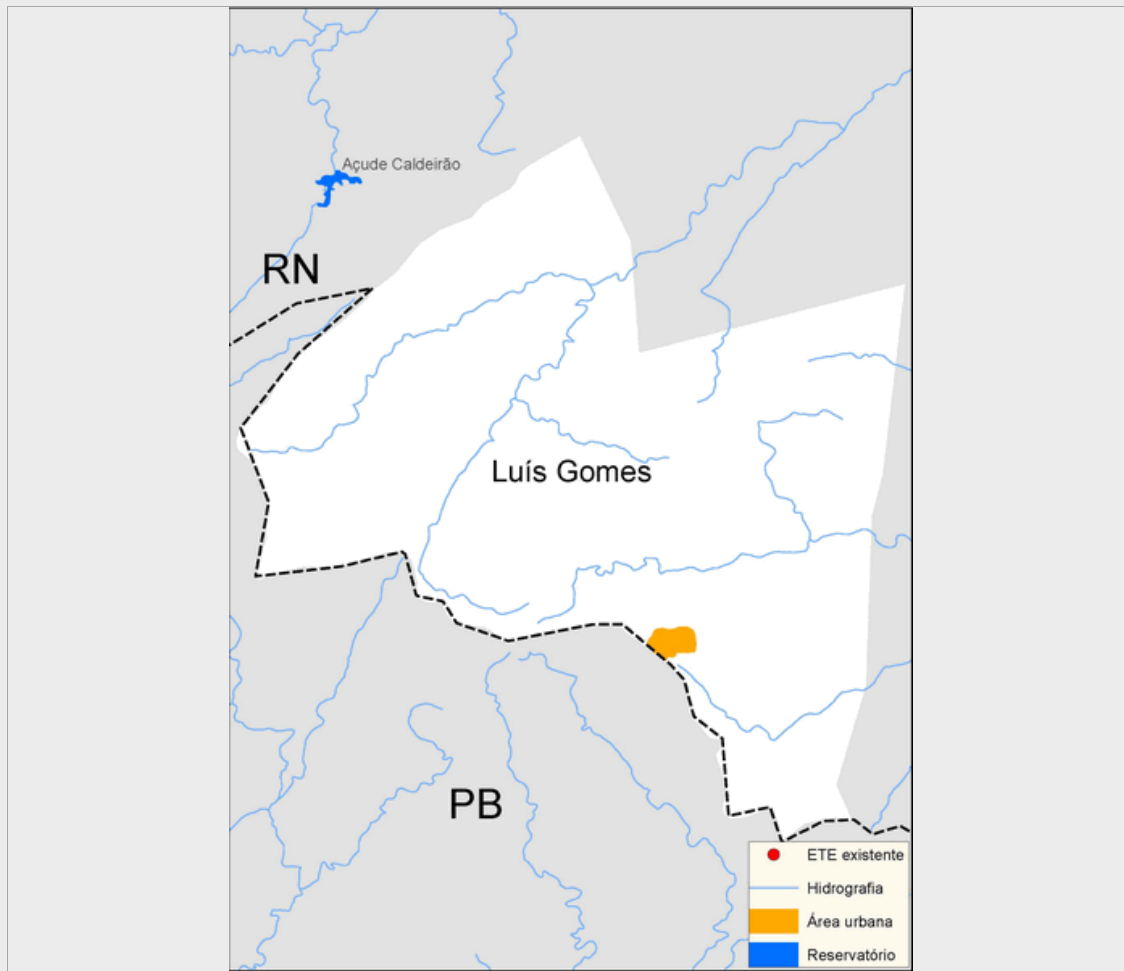 Açude Caldeirão
RN
Luís Gomes
PB
ETE existente
Hidrografia
Área urbana
Reservatório